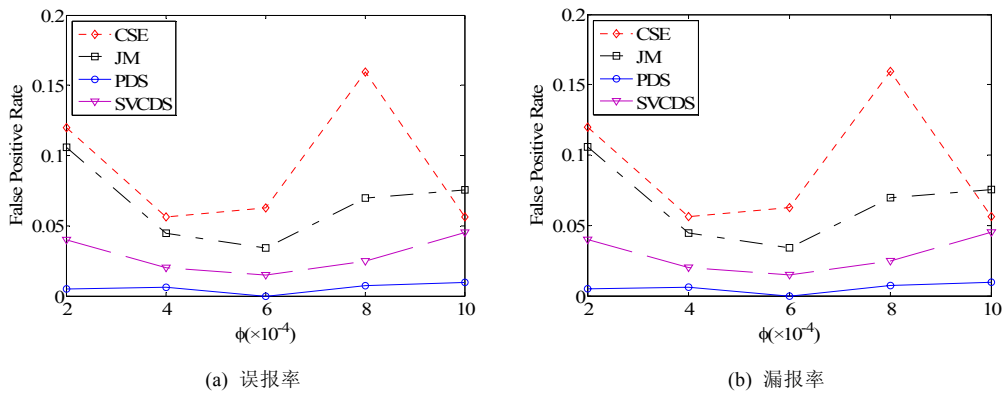 0.2
0.15
0.1
0.05
0
False Positive Rate
CSE
JM
PDS
SVCDS
2
4
6
8
10
ϕ(×10⁻⁴)
(a) 误报率
0.2
0.15
0.1
0.05
0
False Positive Rate
CSE
JM
PDS
SVCDS
2
4
6
8
10
ϕ(×10⁻⁴)
(b) 漏报率